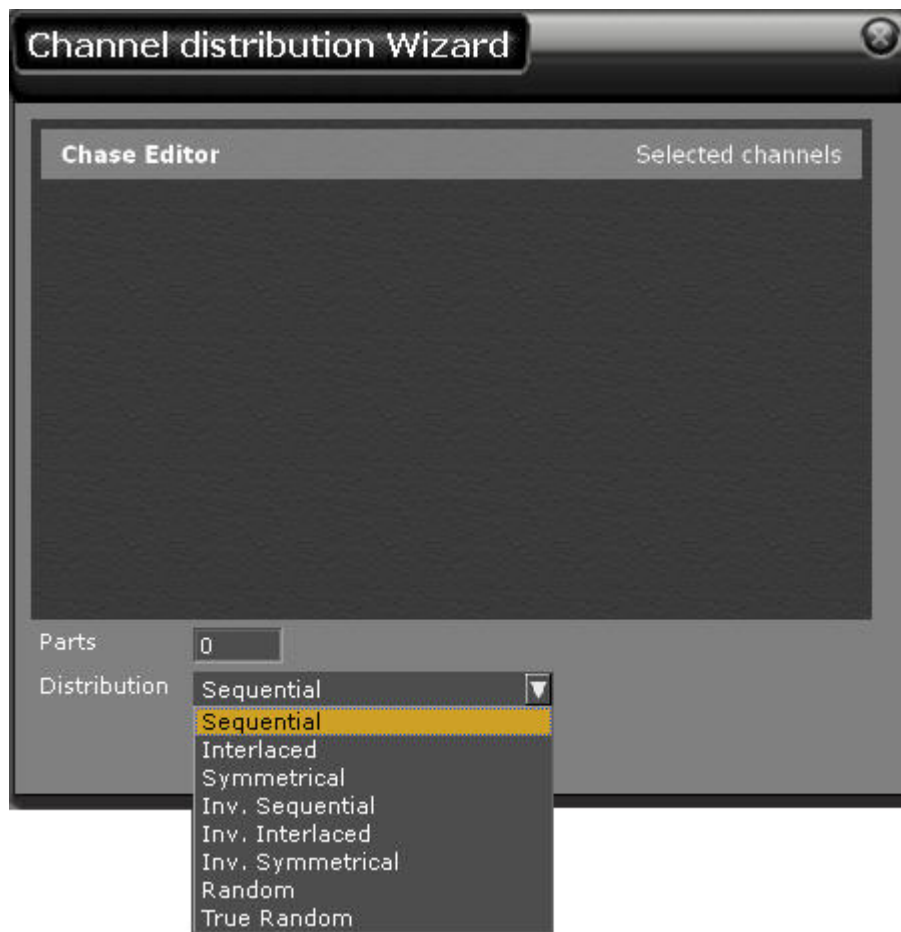 Channel distribution Wizard
Chase Editor Selected channels
Parts 0
Distribution Sequential
Sequential
Interlaced
Symmetrical
Inv. Sequential
Inv. Interlaced
Inv. Symmetrical
Random
True Random